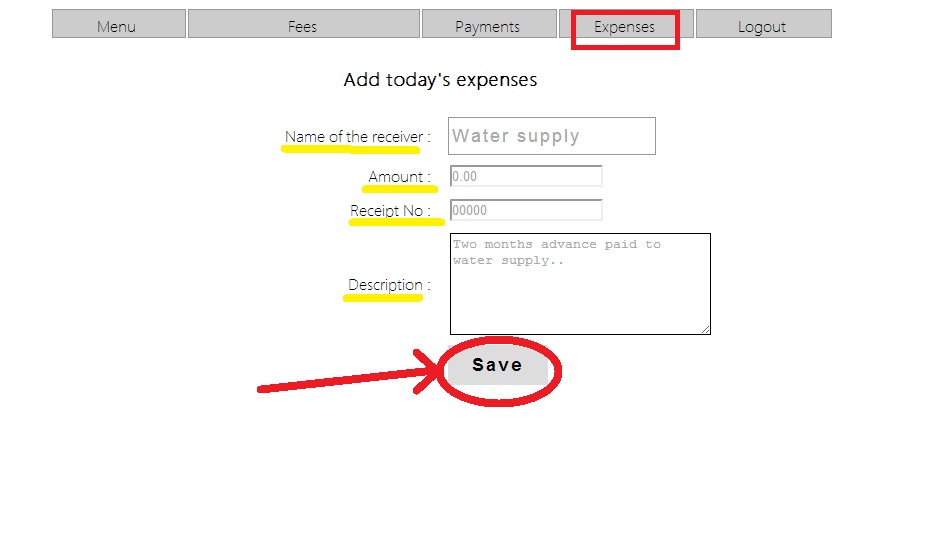 Menu Fees Payments Expenses Logout
Add today's expenses
Name of the receiver : Water supply
Amount : 0.00
Receipt No : 00000
Two months advance paid to
water supply..
Description :
Save